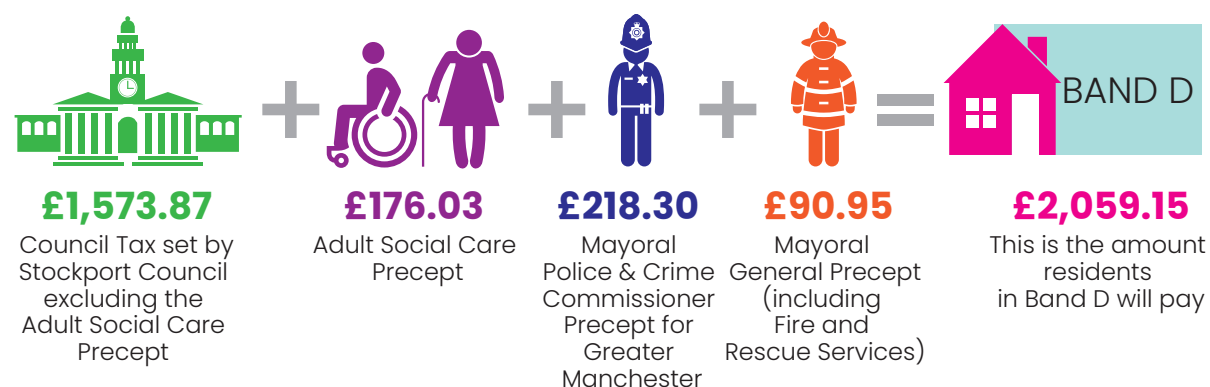 BAND D
£1,573.87
Council Tax set by
Stockport Council
excluding the
Adult Social Care
Precept
£176.03
Adult Social Care
Precept
£218.30
Mayoral
Police & Crime
Commissioner
Precept for
Greater
Manchester
£90.95
Mayoral
General Precept
(including
Fire and
Rescue Services)
£2,059.15
This is the amount
residents
in Band D will pay